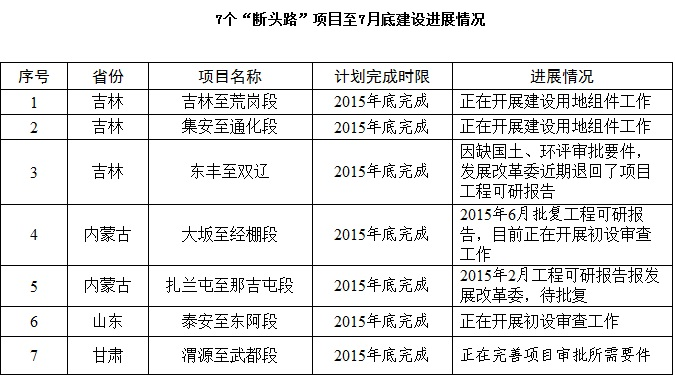 7个“断头路”项目至7月底建设进展情况
序号 省份 项目名称 计划完成时限 进展情况
1 吉林 吉林至荒岗段 2015年底完成 正在开展建设用地组件工作
2 吉林 集安至通化段 2015年底完成 正在开展建设用地组件工作
3 吉林 东丰至双辽 2015年底完成 因缺国土、环评审批要件，
发展改革委近期退回了项目
工程可研报告
4 内蒙古 大坂至经棚段 2015年底完成 2015年6月批复工程可研报
告，目前正在开展初设审查
工作
5 内蒙古 扎兰屯至那吉屯段 2015年底完成 2015年2月工程可研报告报发
展改革委，待批复
6 山东 泰安至东阿段 2015年底完成 正在开展初设审查工作
7 甘肃 渭源至武都段 2015年底完成 正在完善项目审批所需要件